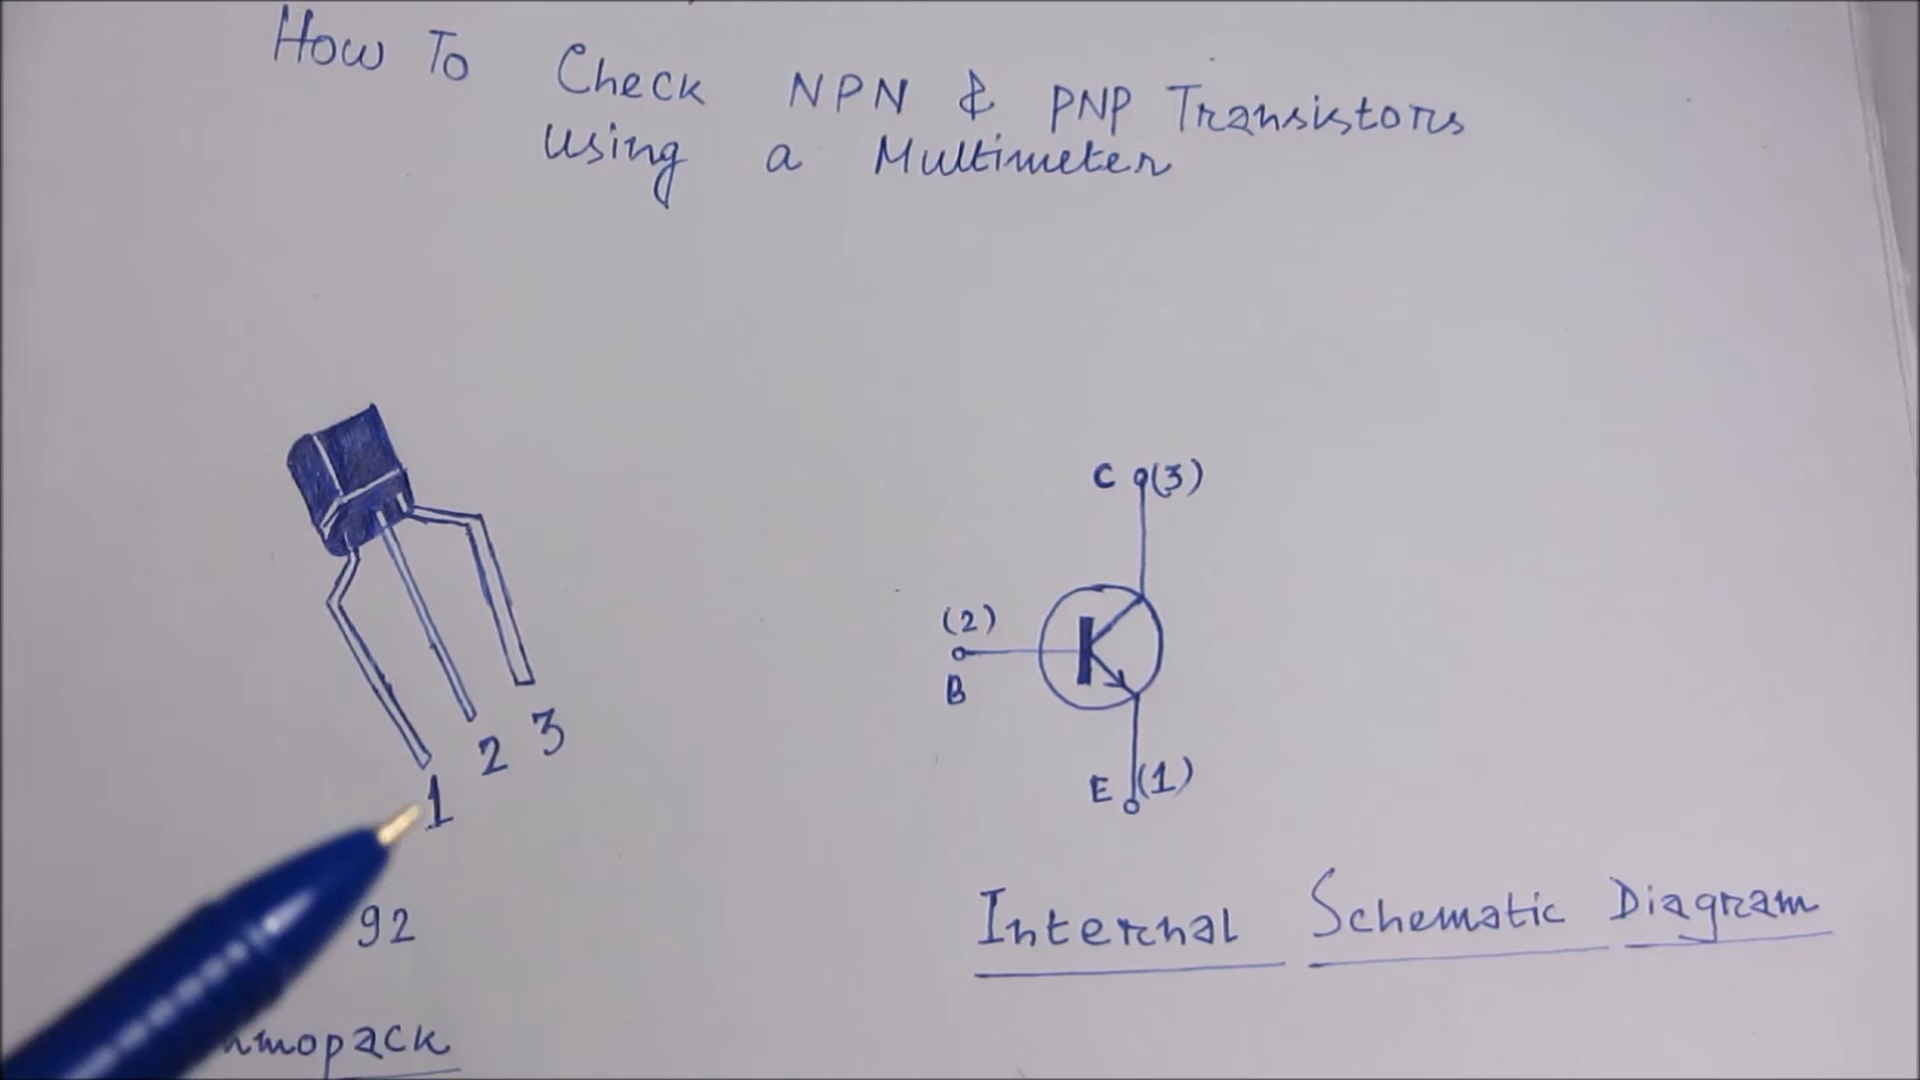 How To Check NPN & PNP Transistors
using a Multimeter
C (3)
(2)
B
E (1)
1 2 3
92
Internal Schematic Diagram